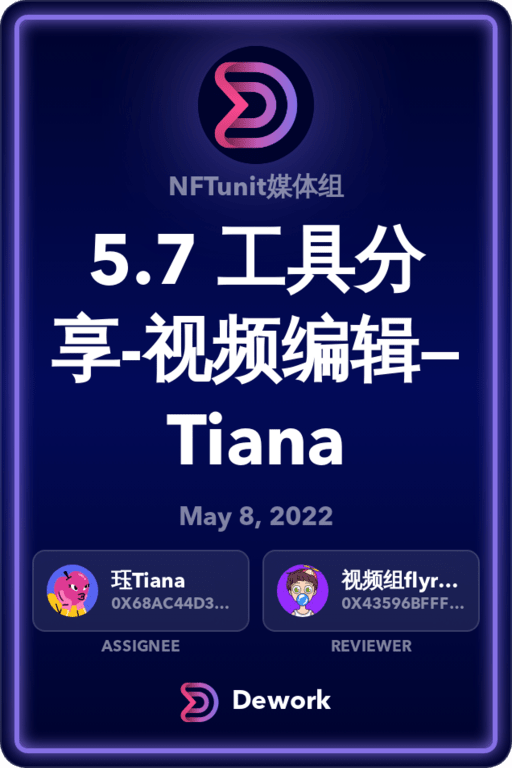 NFTunit媒体组
5.7 工具分
享-视频编辑–
Tiana
May 8, 2022
珏Tiana
0X68AC44D3...
视频组flyr...
0X43596BFFF...
ASSIGNEE
REVIEWER
Dework